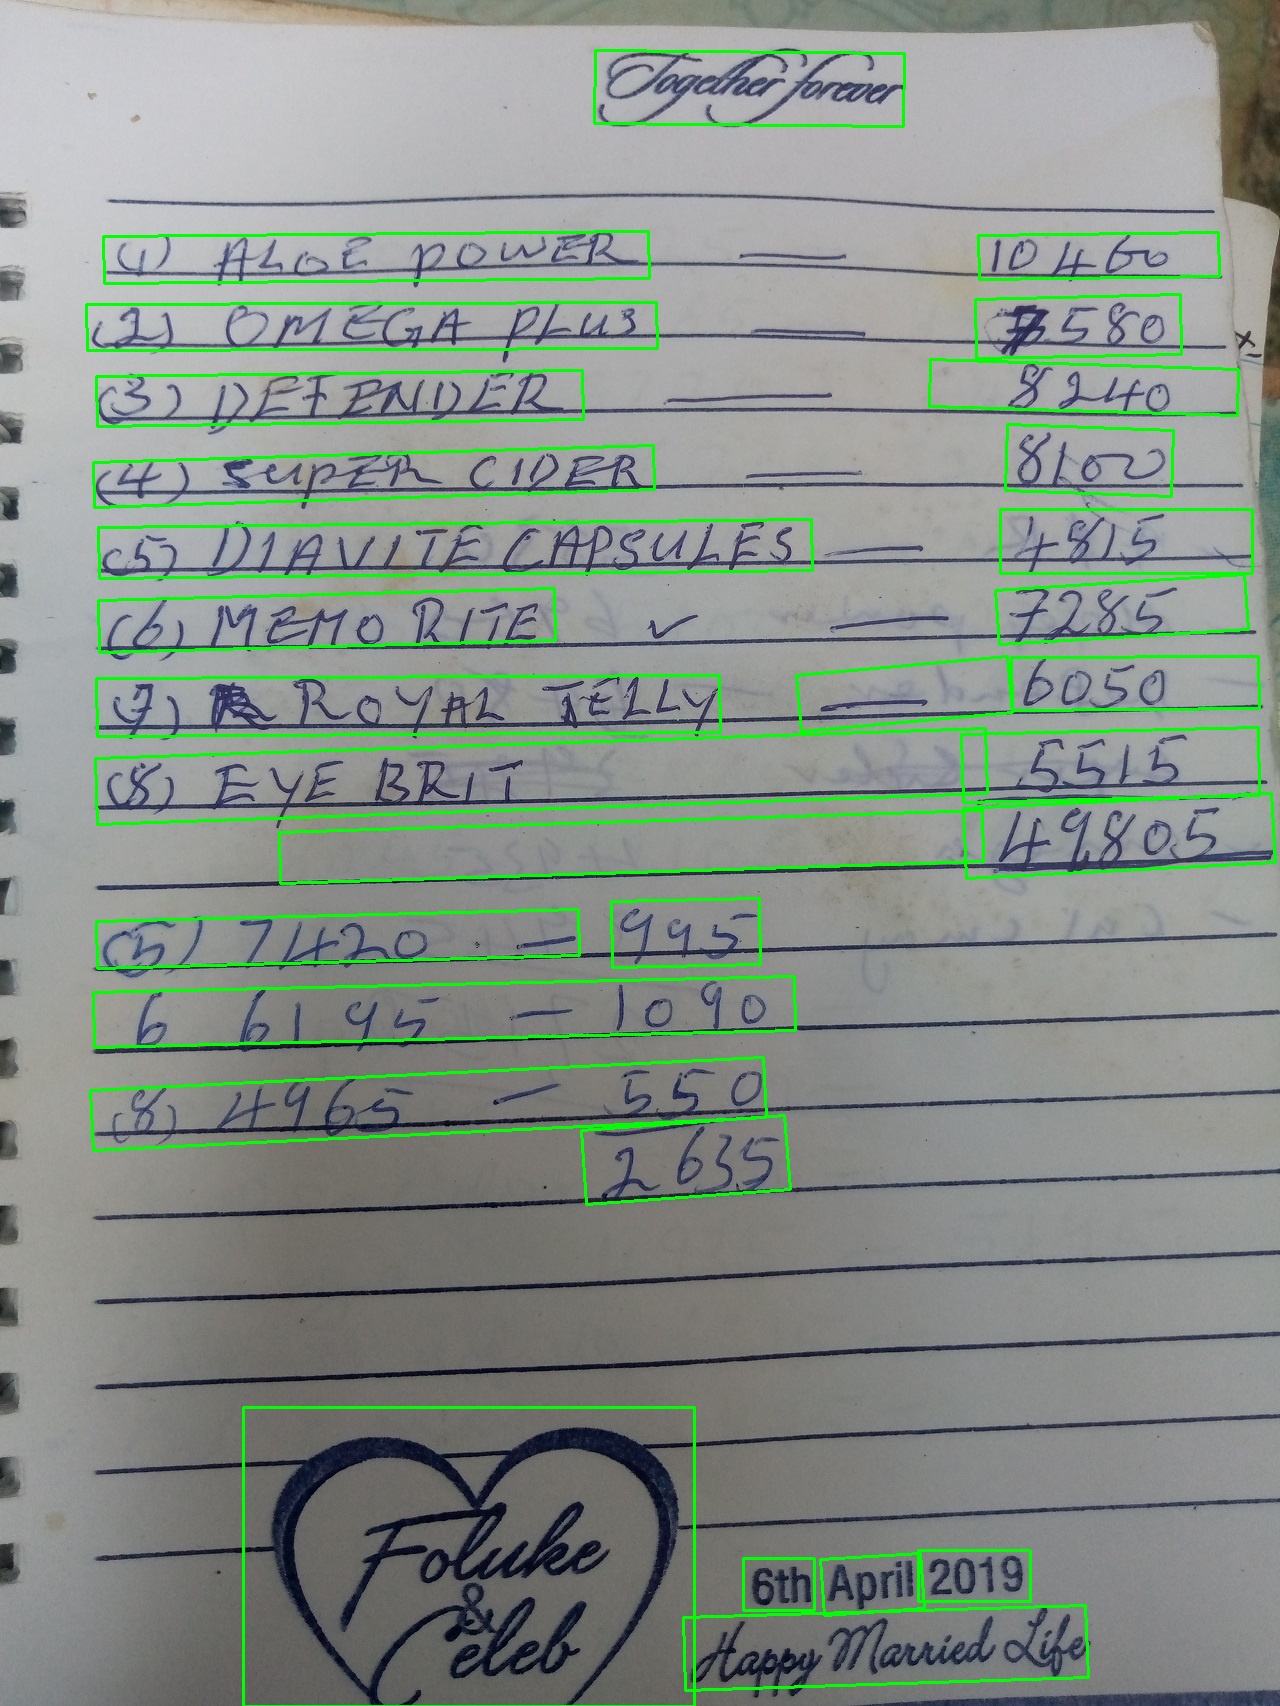 Together forever
(1) ALOE POWER — 10460
(2) OMEGA PLUS — 7580
(3) DEFENDER — 8240
(4) SUPER CIDER — 8100
(5) DIAVITE CAPSULES — 4815
(6) MEMO RITE ✓ — 7285
(7) ROYAL JELLY — 6050
(8) EYE BRIT 5515
49805
(5) 7420 — 995
6 6195 — 1090
(8) 4965 — 550
2635
Foluke
&
Celeb
6th April 2019
Happy Married Life